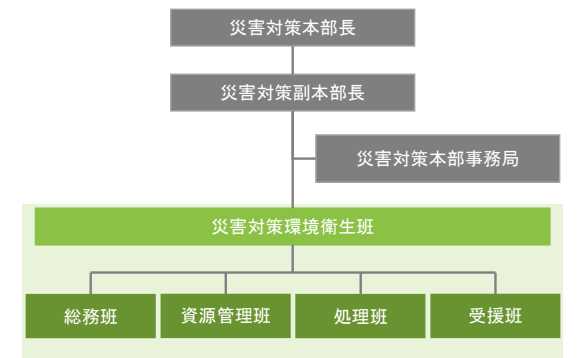 災害対策本部長
災害対策副本部長
災害対策本部事務局
災害対策環境衛生班
総務班
資源管理班
処理班
受援班